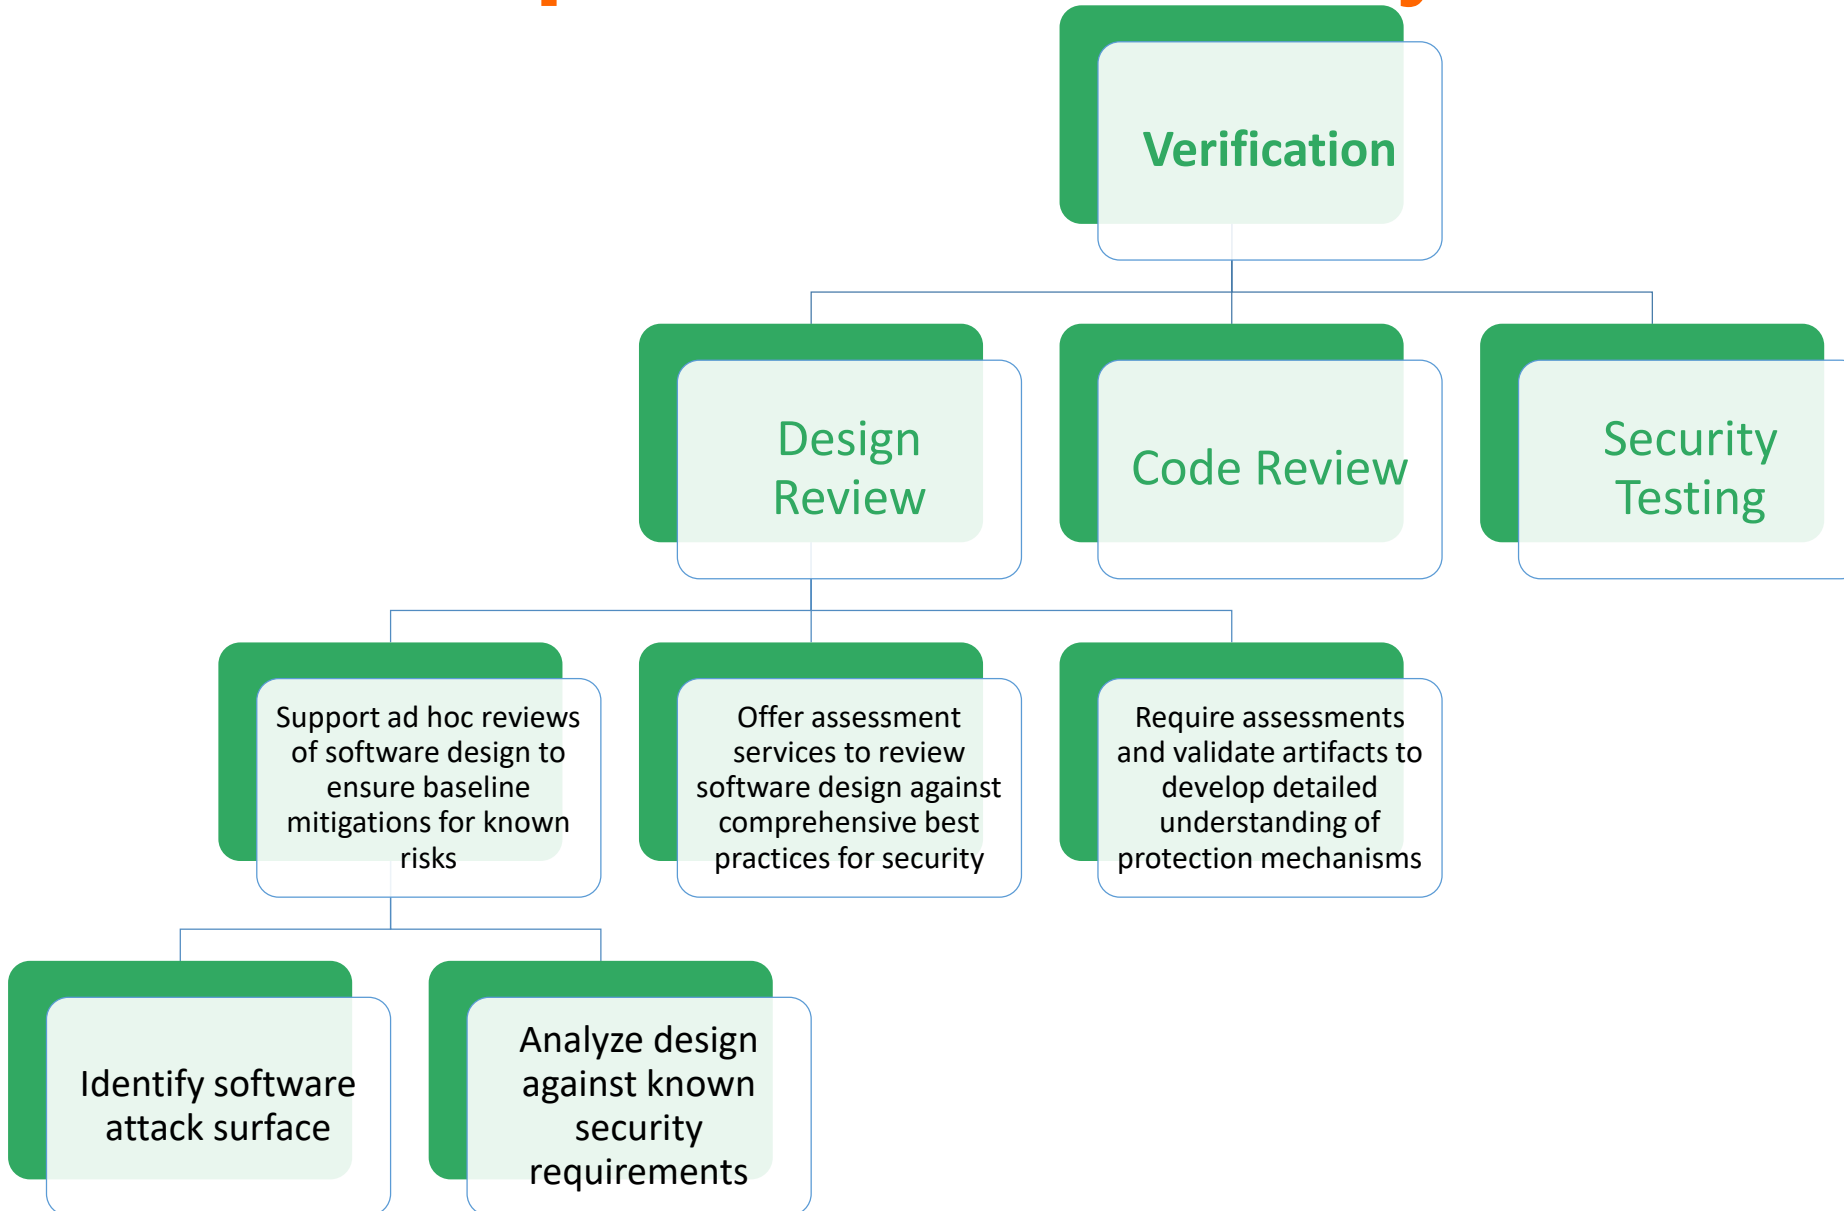 Verification
Design
Review
Code Review
Security
Testing
Support ad hoc reviews
of software design to
ensure baseline
mitigations for known
risks
Offer assessment
services to review
software design against
comprehensive best
practices for security
Require assessments
and validate artifacts to
develop detailed
understanding of
protection mechanisms
Identify software
attack surface
Analyze design
against known
security
requirements